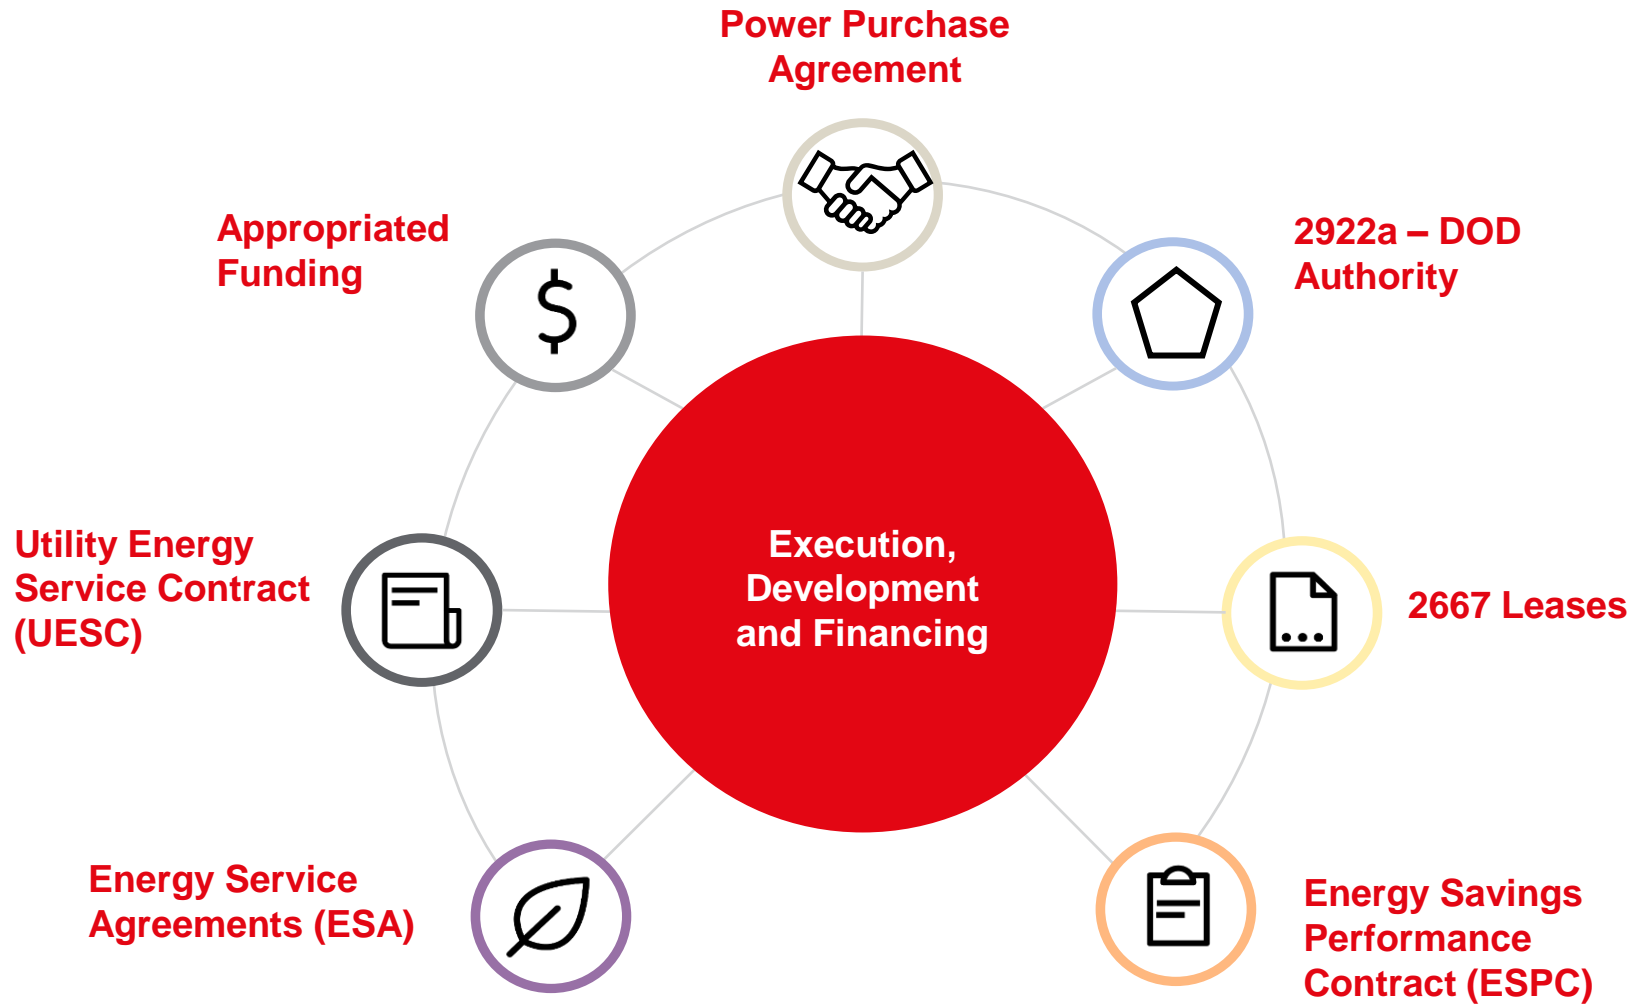 Power Purchase
Agreement
Appropriated
Funding
2922a – DOD
Authority
$
Utility Energy
Service Contract
(UESC)
Execution,
Development
and Financing
2667 Leases
Energy Service
Agreements (ESA)
Energy Savings
Performance
Contract (ESPC)